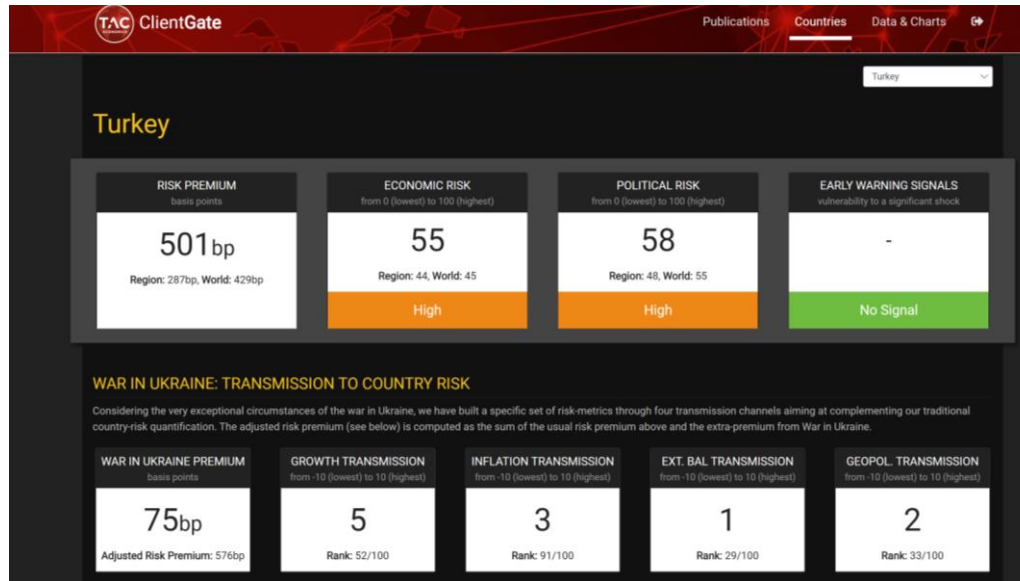 TAC ECONOMICS ClientGate Publications Countries Data & Charts
Turkey
Turkey
RISK PREMIUM
basis points
501bp
Region: 287bp, World: 429bp
ECONOMIC RISK
from 0 (lowest) to 100 (highest)
55
Region: 44, World: 45
High
POLITICAL RISK
from 0 (lowest) to 100 (highest)
58
Region: 48, World: 55
High
EARLY WARNING SIGNALS
vulnerability to a significant shock
-
No Signal
WAR IN UKRAINE: TRANSMISSION TO COUNTRY RISK
Considering the very exceptional circumstances of the war in Ukraine, we have built a specific set of risk-metrics through four transmission channels aiming at complementing our traditional
country-risk quantification. The adjusted risk premium (see below) is computed as the sum of the usual risk premium above and the extra-premium from War in Ukraine.
WAR IN UKRAINE PREMIUM
basis points
75bp
Adjusted Risk Premium: 576bp
GROWTH TRANSMISSION
from -10 (lowest) to 10 (highest)
5
Rank: 52/100
INFLATION TRANSMISSION
from -10 (lowest) to 10 (highest)
3
Rank: 91/100
EXT. BAL TRANSMISSION
from -10 (lowest) to 10 (highest)
1
Rank: 29/100
GEOPOL. TRANSMISSION
from -10 (lowest) to 10 (highest)
2
Rank: 33/100